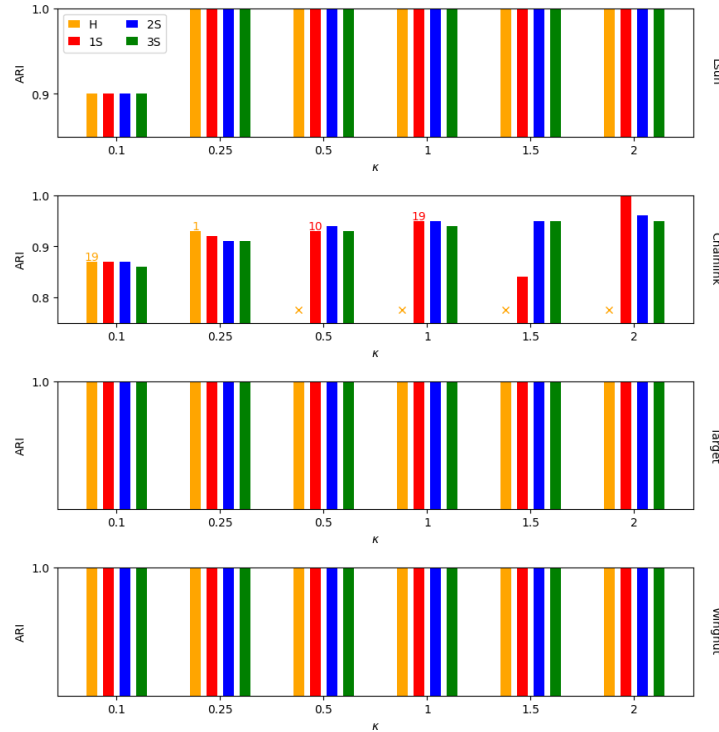 H 2S
1S 3S
1.0
0.9
ARI
Lsun
0.1 0.25 0.5 1 1.5 2
κ
1.0
0.9
0.8
ARI
Chainlink
19 1 10 19
× × × ×
0.1 0.25 0.5 1 1.5 2
κ
1.0
ARI
Target
0.1 0.25 0.5 1 1.5 2
κ
1.0
ARI
Wingnut
0.1 0.25 0.5 1 1.5 2
κ